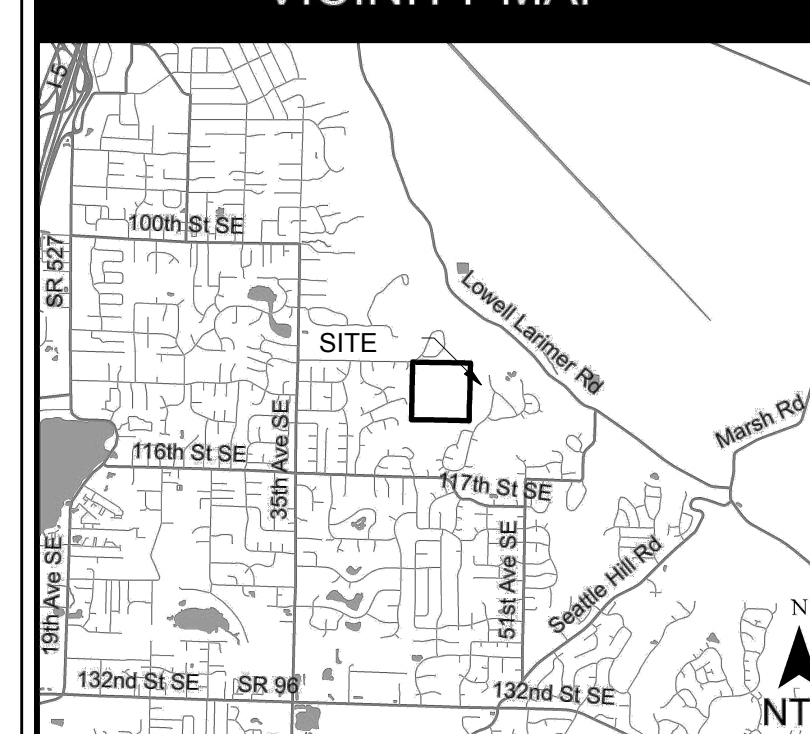 VICINITY MAP
I-5
100th St SE
SR 527
Lowell Larimer Rd
SITE
Marsh Rd
35th Ave SE
116th St SE
117th St SE
19th Ave SE
51st Ave SE
Seattle Hill Rd
N
132nd St SE
SR 96
132nd St SE
NT